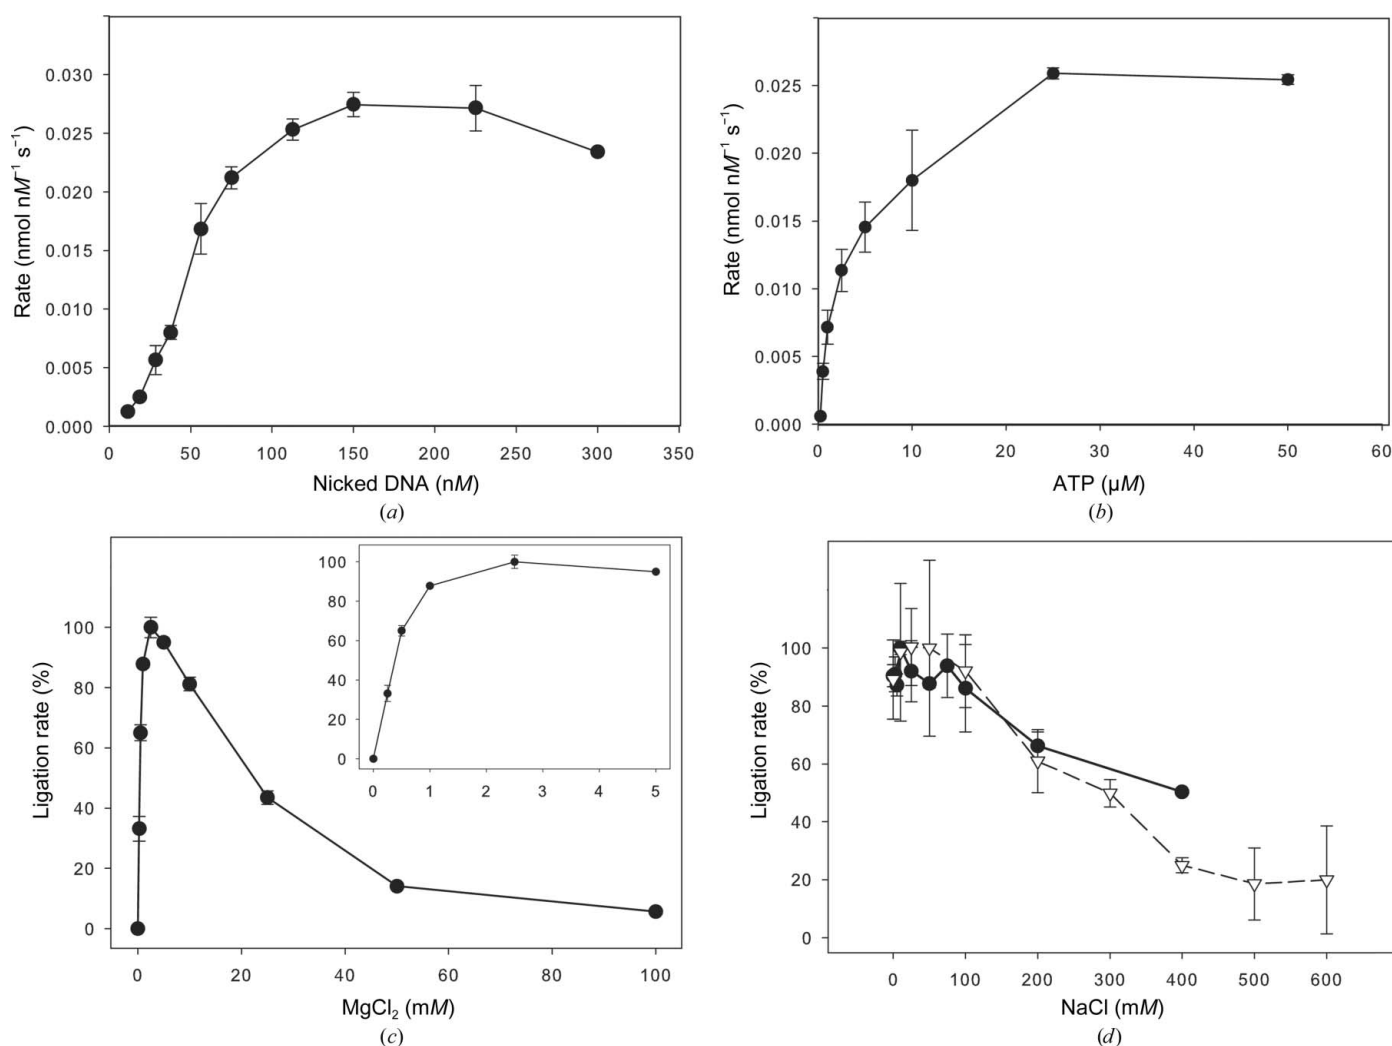 0.030
0.025
0.020
0.015
0.010
0.005
0.000
Rate (nmol nM⁻¹ s⁻¹)
0 50 100 150 200 250 300 350
Nicked DNA (nM)
(a)
0.025
0.020
0.015
0.010
0.005
0.000
Rate (nmol nM⁻¹ s⁻¹)
0 10 20 30 40 50 60
ATP (µM)
(b)
100
80
60
40
20
0
Ligation rate (%)
100
80
60
40
20
0
0 1 2 3 4 5
0 20 40 60 80 100
MgCl₂ (mM)
(c)
100
80
60
40
20
0
Ligation rate (%)
0 100 200 300 400 500 600
NaCl (mM)
(d)